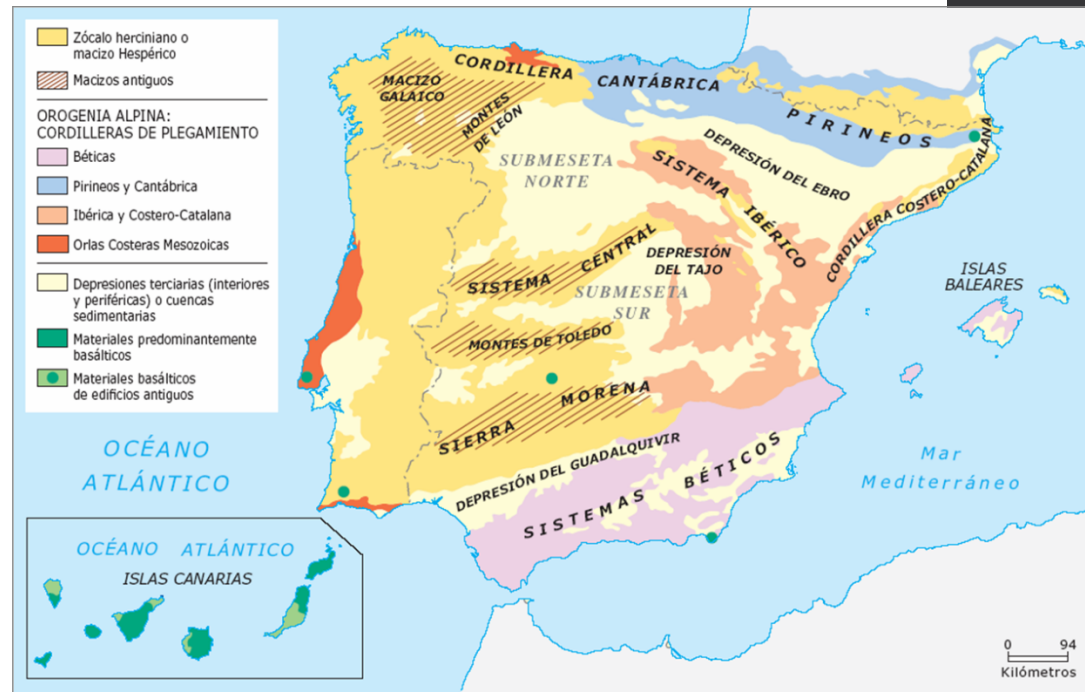 Zócalo herciniano o
macizo Hespérico
Macizos antiguos
OROGENIA ALPINA:
CORDILLERAS DE PLEGAMIENTO
Béticas
Pirineos y Cantábrica
Ibérica y Costero-Catalana
Orlas Costeras Mesozoicas
Depresiones terciarias (interiores
y periféricas) o cuencas
sedimentarias
Materiales predominantemente
basálticos
Materiales basálticos
de edificios antiguos
CORDILLERA CANTÁBRICA
MACIZO
GALAICO
MONTES
DE LEÓN
PIRINEOS
SUBMESETA
NORTE
SISTEMA IBÉRICO
DEPRESIÓN DEL EBRO
CORDILLERA COSTERO-CATALANA
SISTEMA CENTRAL
DEPRESIÓN
DEL TAJO
SUBMESETA
SUR
ISLAS
BALEARES
MONTES DE TOLEDO
SIERRA MORENA
DEPRESIÓN DEL GUADALQUIVIR
SISTEMAS BÉTICOS
OCÉANO
ATLÁNTICO
Mar
Mediterráneo
OCÉANO ATLÁNTICO
ISLAS CANARIAS
0 94
Kilómetros